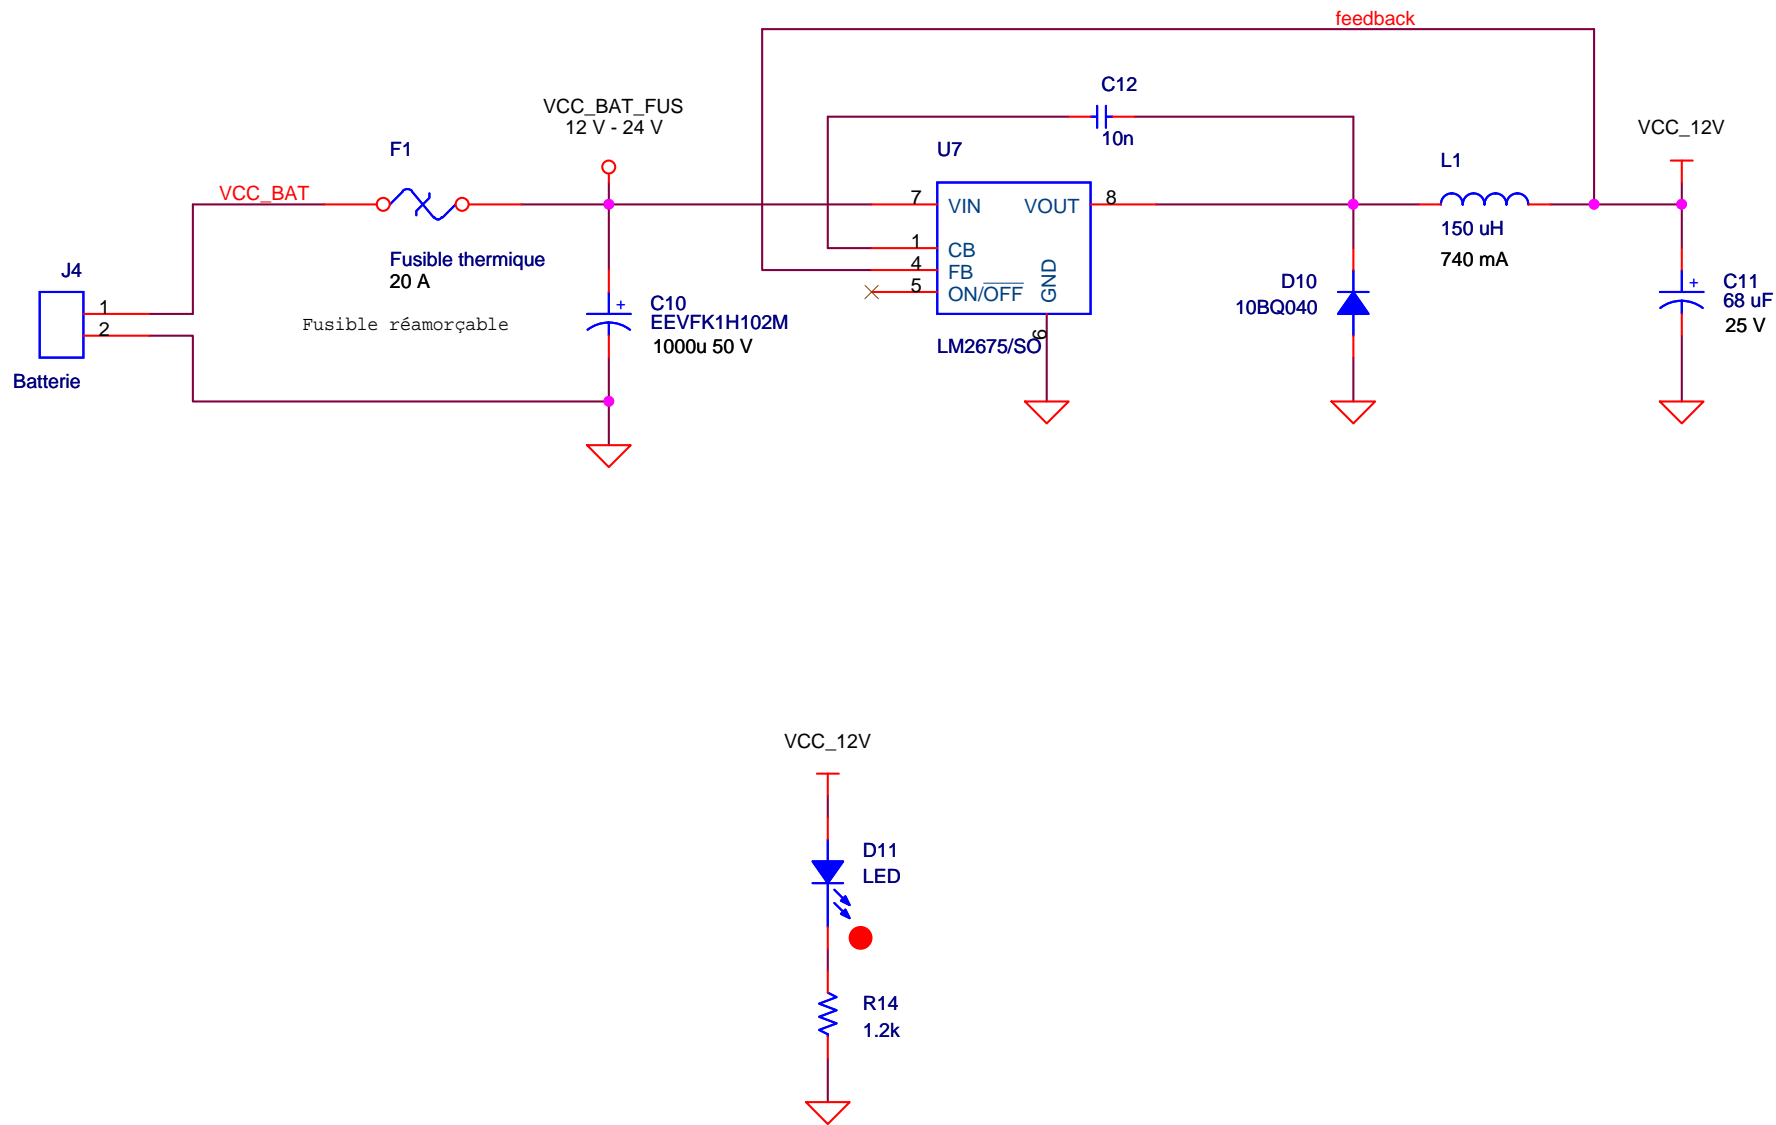 feedback
C12
10n
VCC_BAT_FUS
12 V - 24 V
VCC_12V
F1
U7
L1
VCC_BAT
7
VIN
VOUT
8
1
CB
4
FB
5
ON/OFF
GND
6
LM2675/SO
150 uH
740 mA
Fusible thermique
20 A
Fusible réamorçable
J4
1
2
Batterie
C10
EEVFK1H102M
1000u 50 V
D10
10BQ040
C11
68 uF
25 V
VCC_12V
D11
LED
R14
1.2k